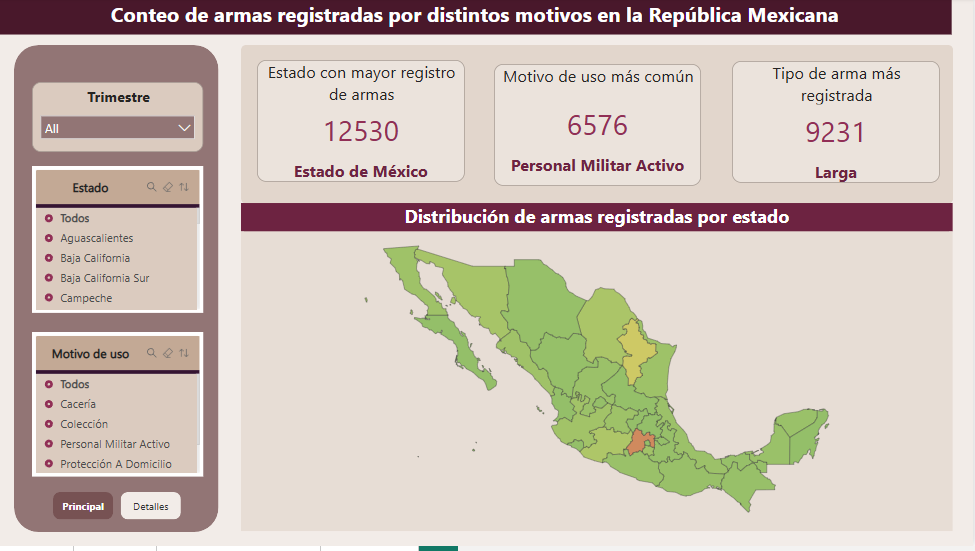 Conteo de armas registradas por distintos motivos en la República Mexicana
Trimestre
All
Estado
Todos
Aguascalientes
Baja California
Baja California Sur
Campeche
Motivo de uso
Todos
Cacería
Colección
Personal Militar Activo
Protección A Domicilio
Principal
Detalles
Estado con mayor registro
de armas
12530
Estado de México
Motivo de uso más común
6576
Personal Militar Activo
Tipo de arma más
registrada
9231
Larga
Distribución de armas registradas por estado